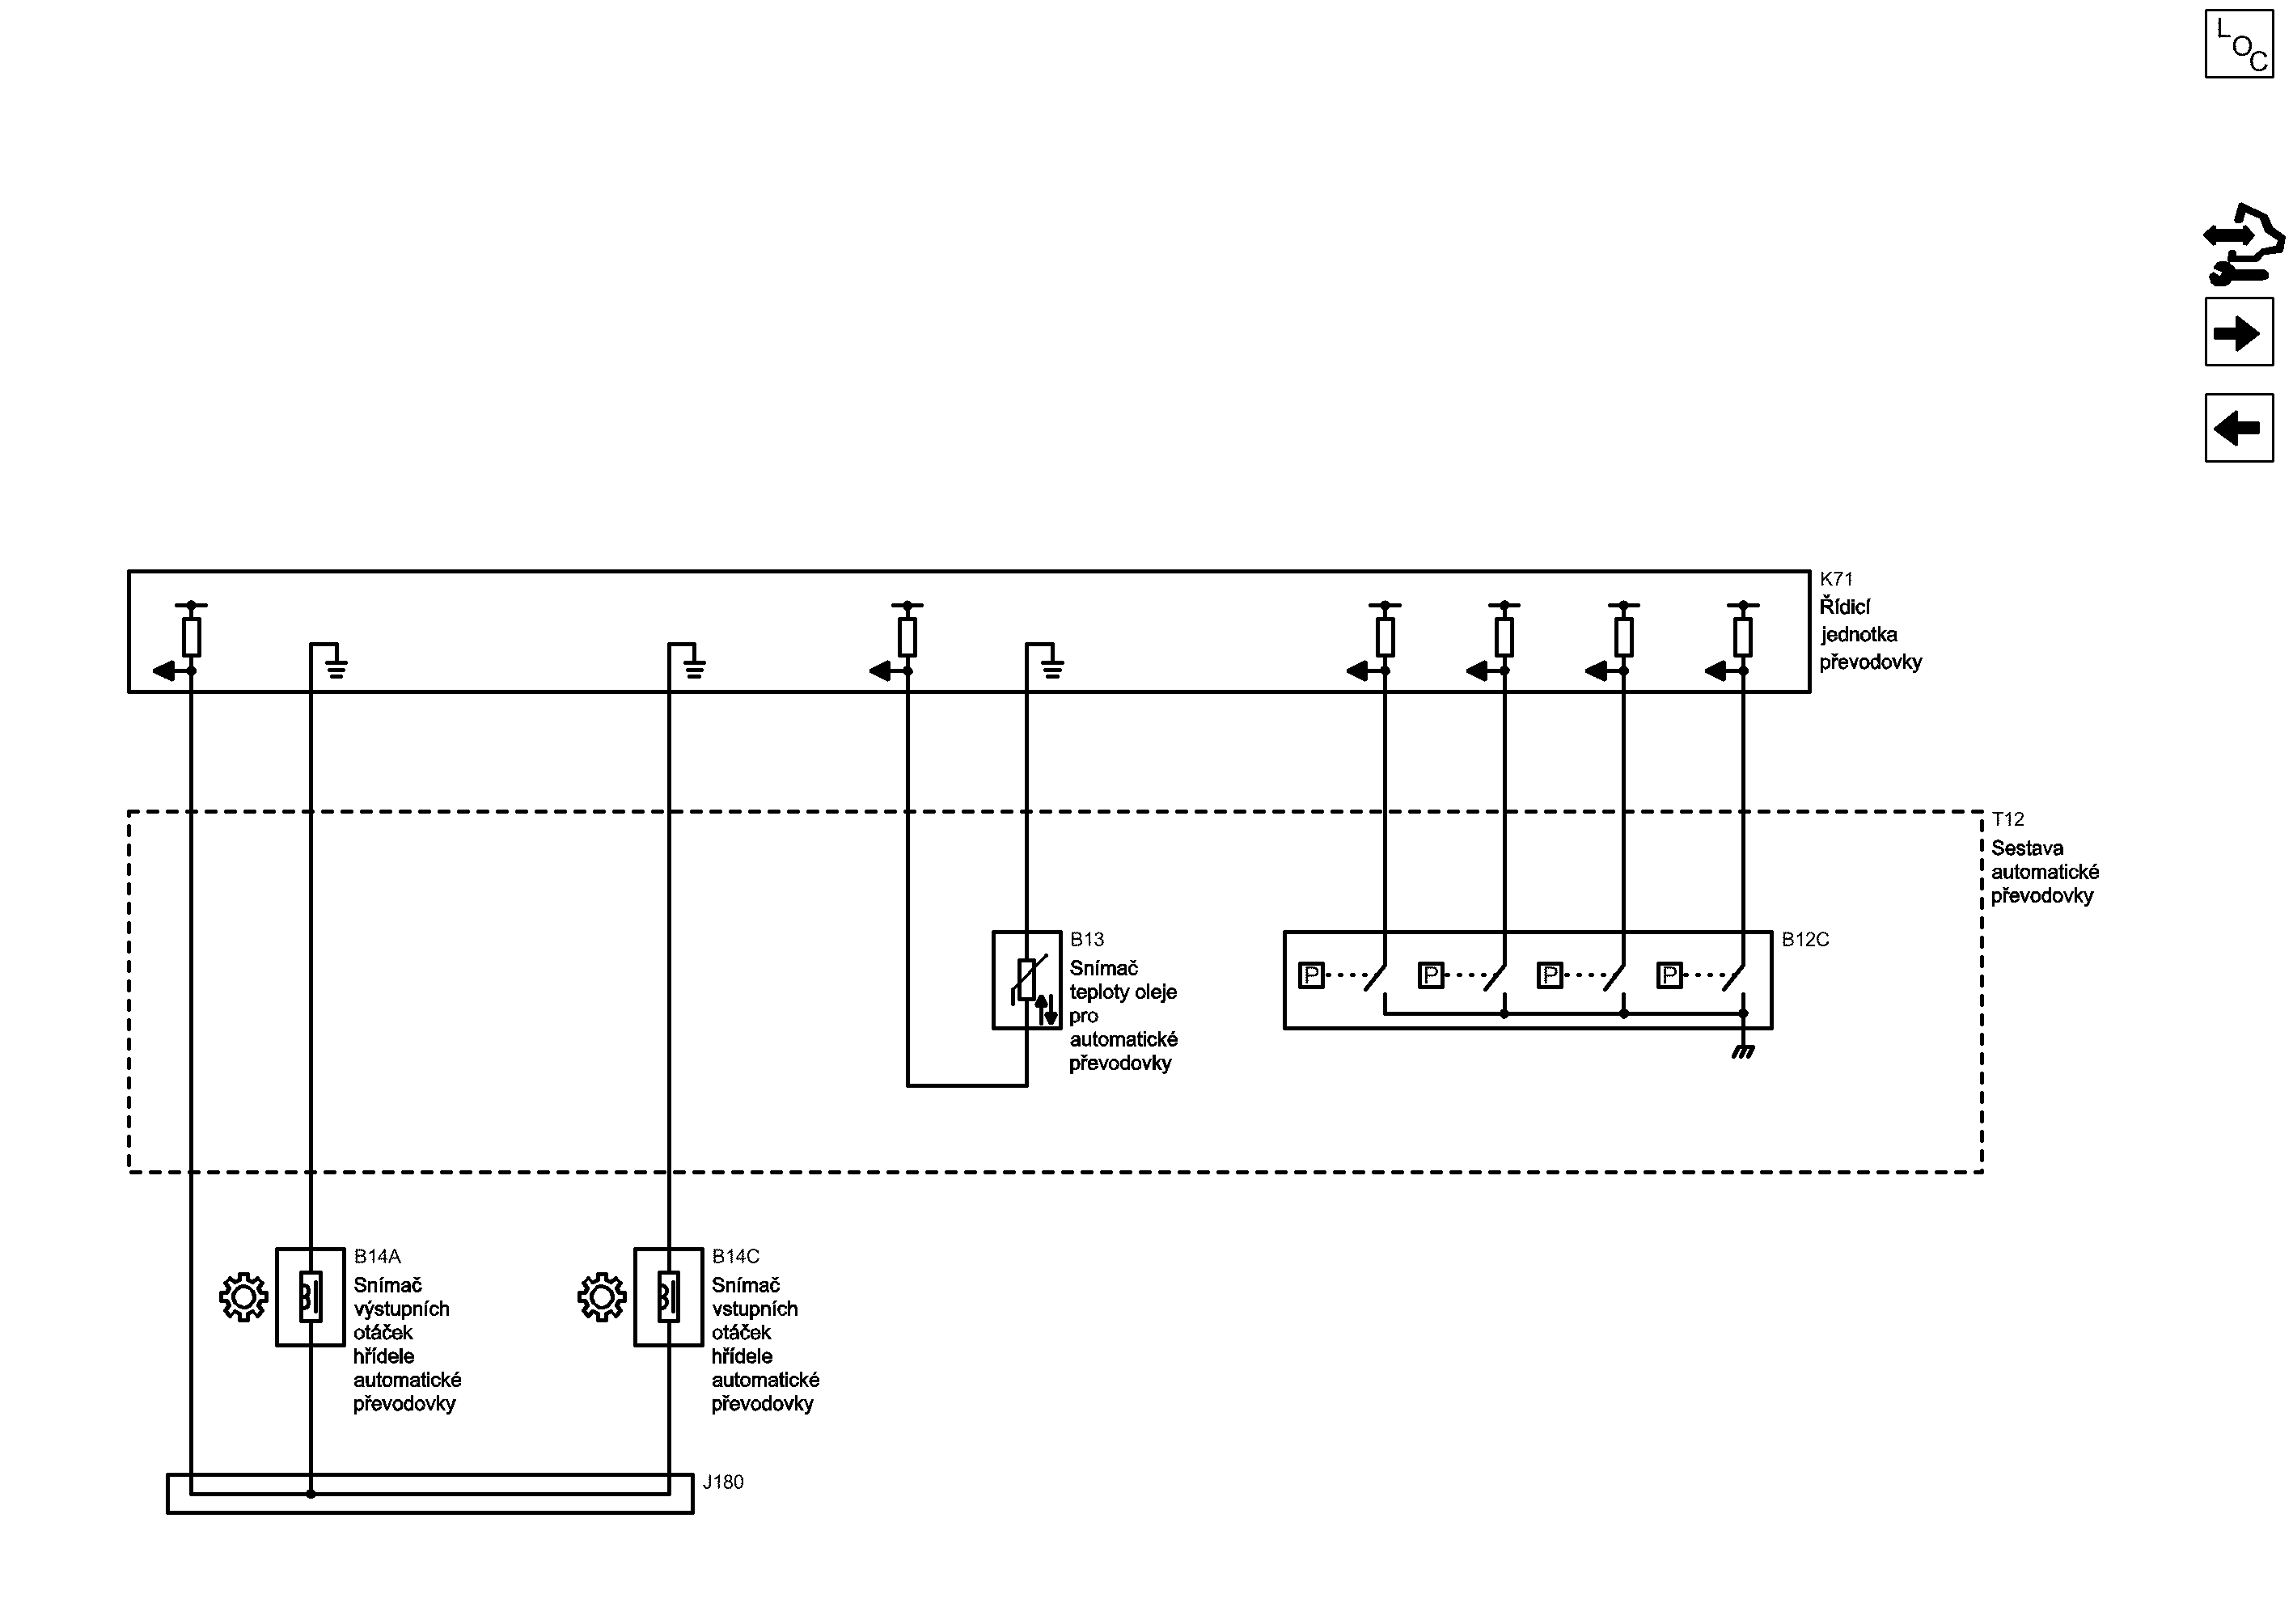 LOC
K71
Řídicí
jednotka
převodovky
T12
Sestava
automatické
převodovky
B13
Snímač
teploty oleje
pro
automatické
převodovky
B12C
P
P
P
P
B14A
Snímač
výstupních
otáček
hřídele
automatické
převodovky
B14C
Snímač
vstupních
otáček
hřídele
automatické
převodovky
J180